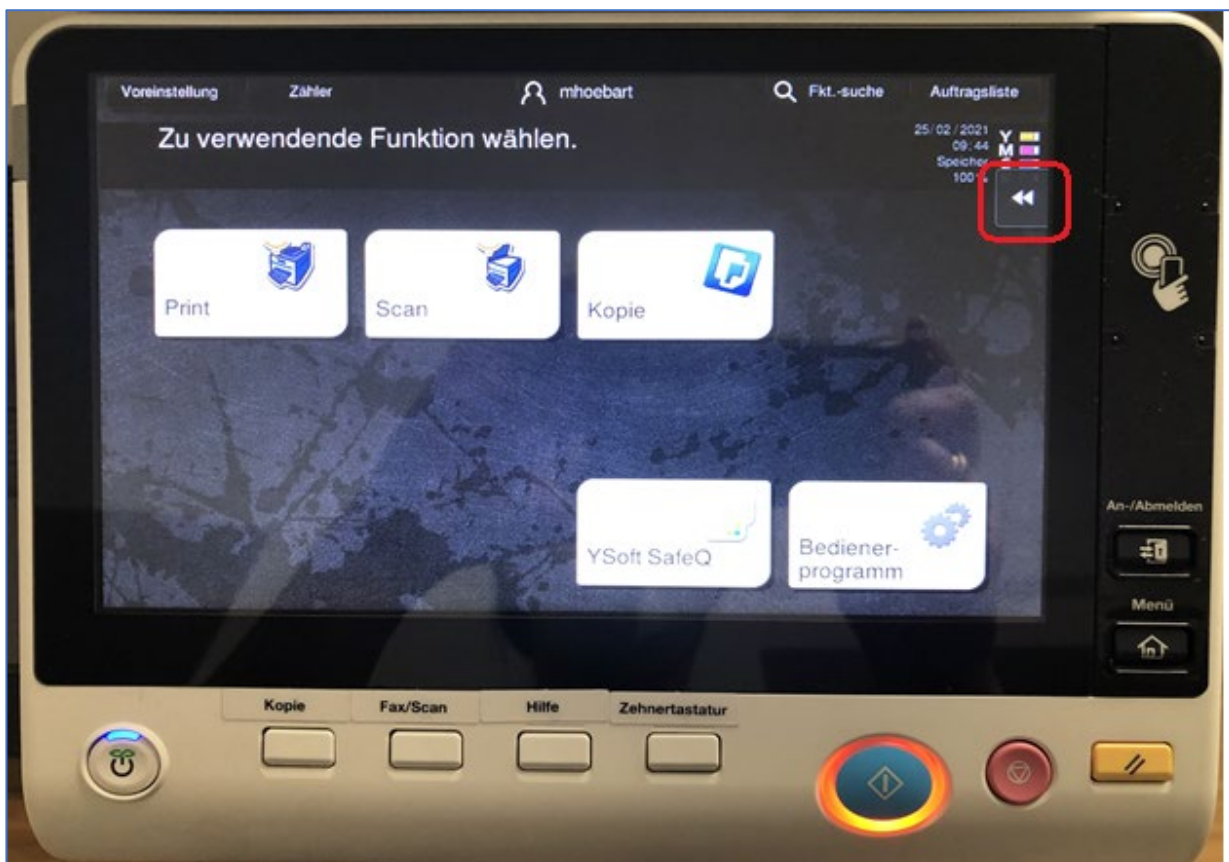 Voreinstellung Zähler mhoebart Fkt.-suche Auftragsliste
Zu verwendende Funktion wählen.
25/02/2021
09:44
Speicher
100%
Y
M
Print
Scan
Kopie
YSoft SafeQ
Bediener-
programm
An-/Abmelden
Menü
Kopie Fax/Scan Hilfe Zehnertastatur